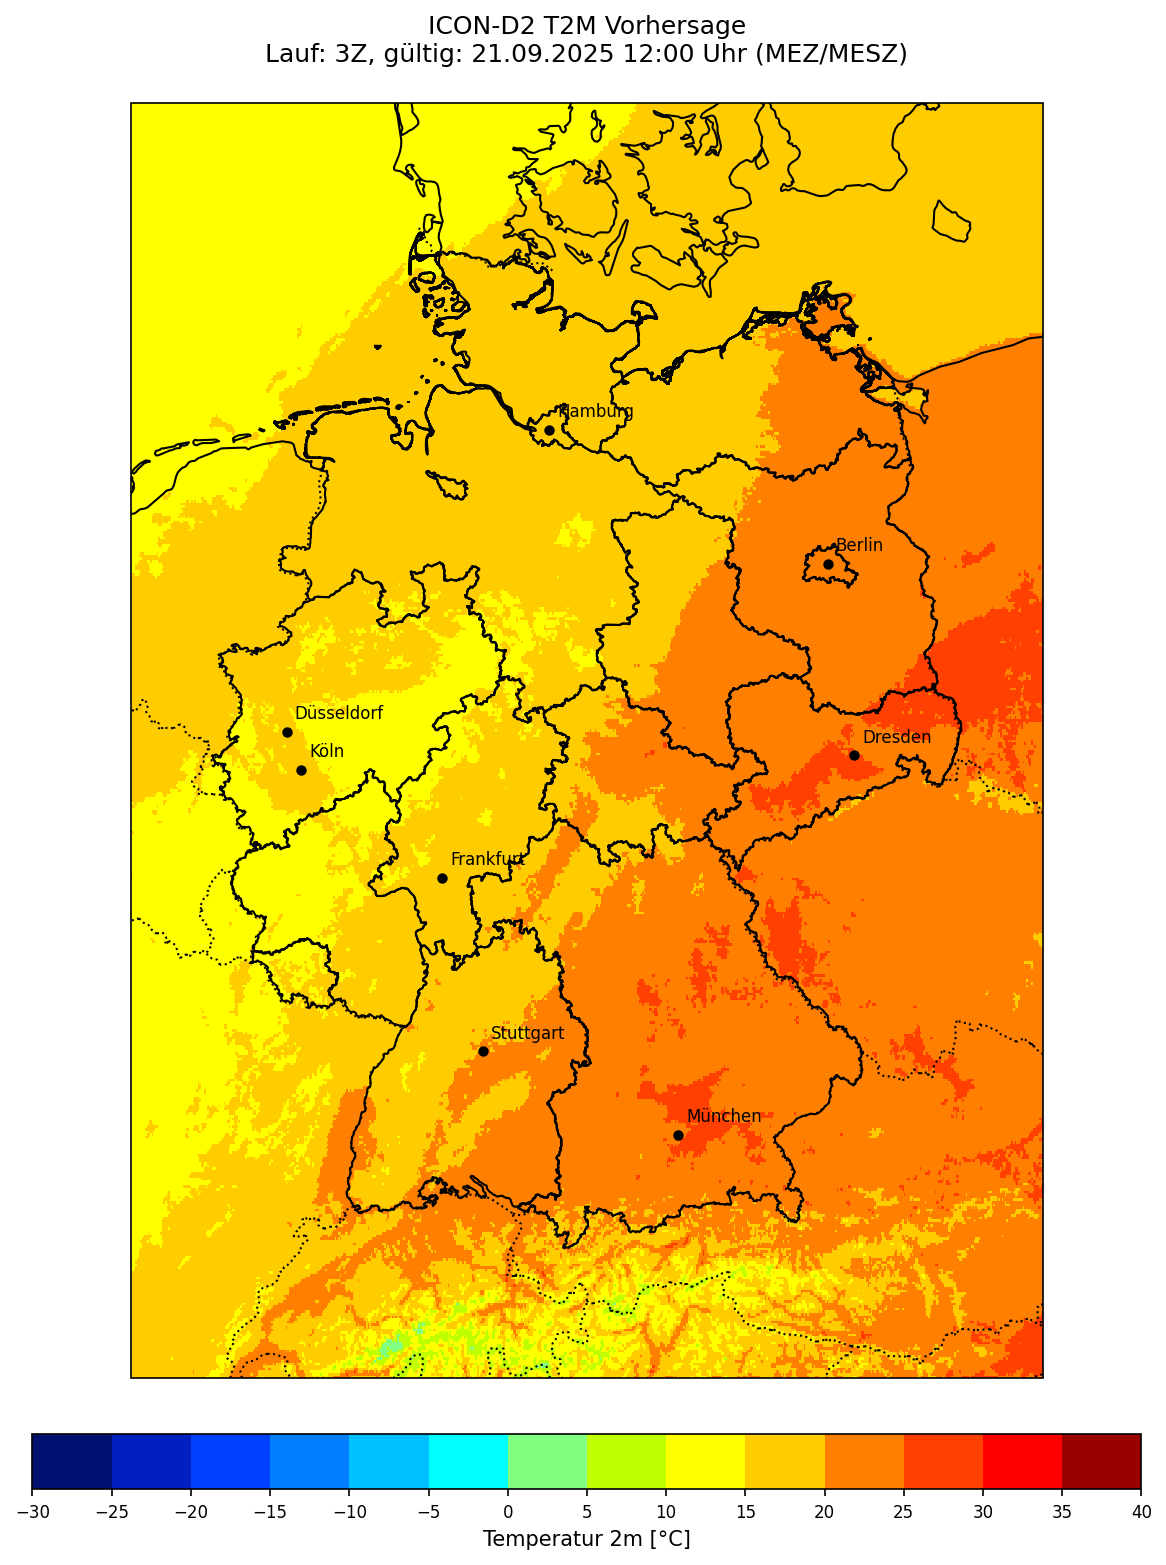 ICON-D2 T2M Vorhersage
Lauf: 3Z, gültig: 21.09.2025 12:00 Uhr (MEZ/MESZ)
Hamburg
Berlin
Düsseldorf
Dresden
Köln
Frankfurt
Stuttgart
München
−30 −25 −20 −15 −10 −5 0 5 10 15 20 25 30 35 40
Temperatur 2m [°C]